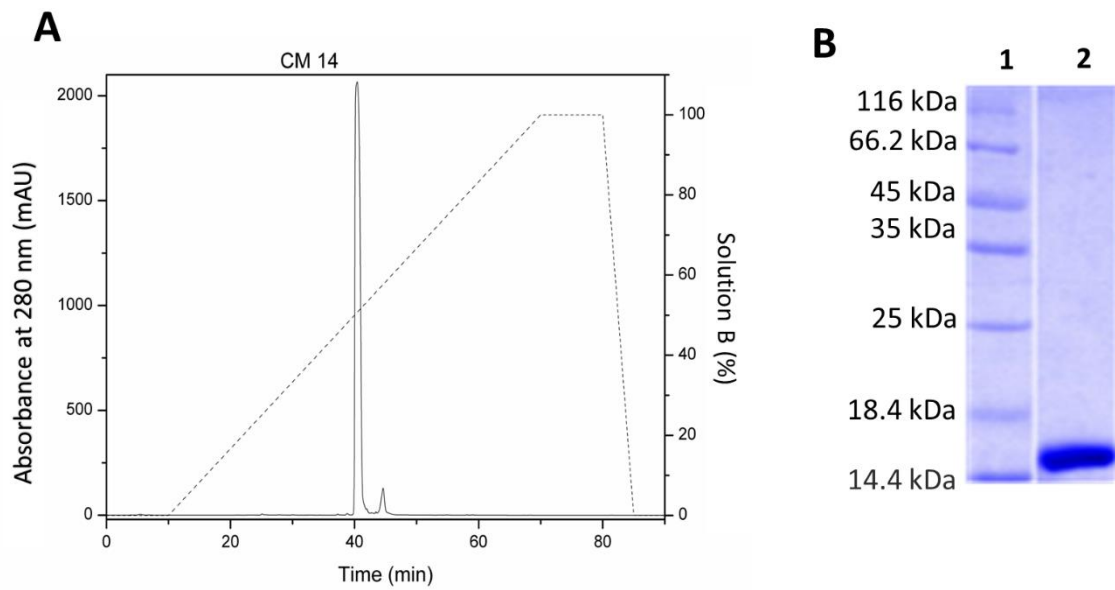 A
CM 14
Absorbance at 280 nm (mAU)
2000
1500
1000
500
0
0
20
40
60
80
Time (min)
100
80
60
40
20
0
Solution B (%)
B
1 2
116 kDa
66.2 kDa
45 kDa
35 kDa
25 kDa
18.4 kDa
14.4 kDa